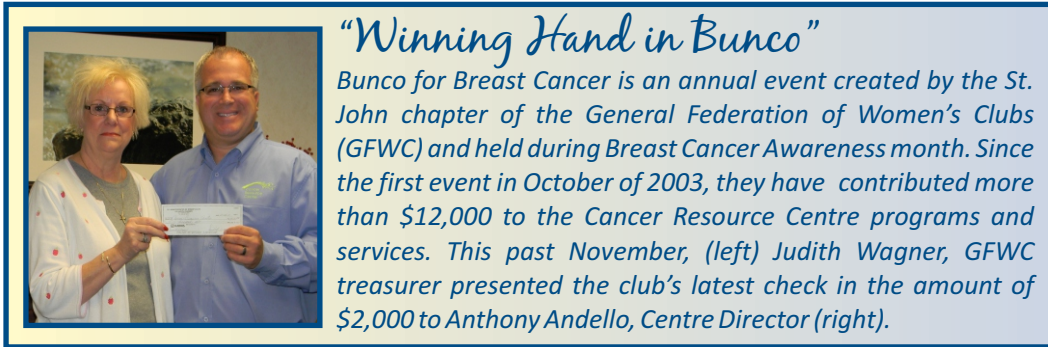 “Winning Hand in Bunco”
Bunco for Breast Cancer is an annual event created by the St.
John chapter of the General Federation of Women’s Clubs
(GFWC) and held during Breast Cancer Awareness month. Since
the first event in October of 2003, they have contributed more
than $12,000 to the Cancer Resource Centre programs and
services. This past November, (left) Judith Wagner, GFWC
treasurer presented the club’s latest check in the amount of
$2,000 to Anthony Andello, Centre Director (right).